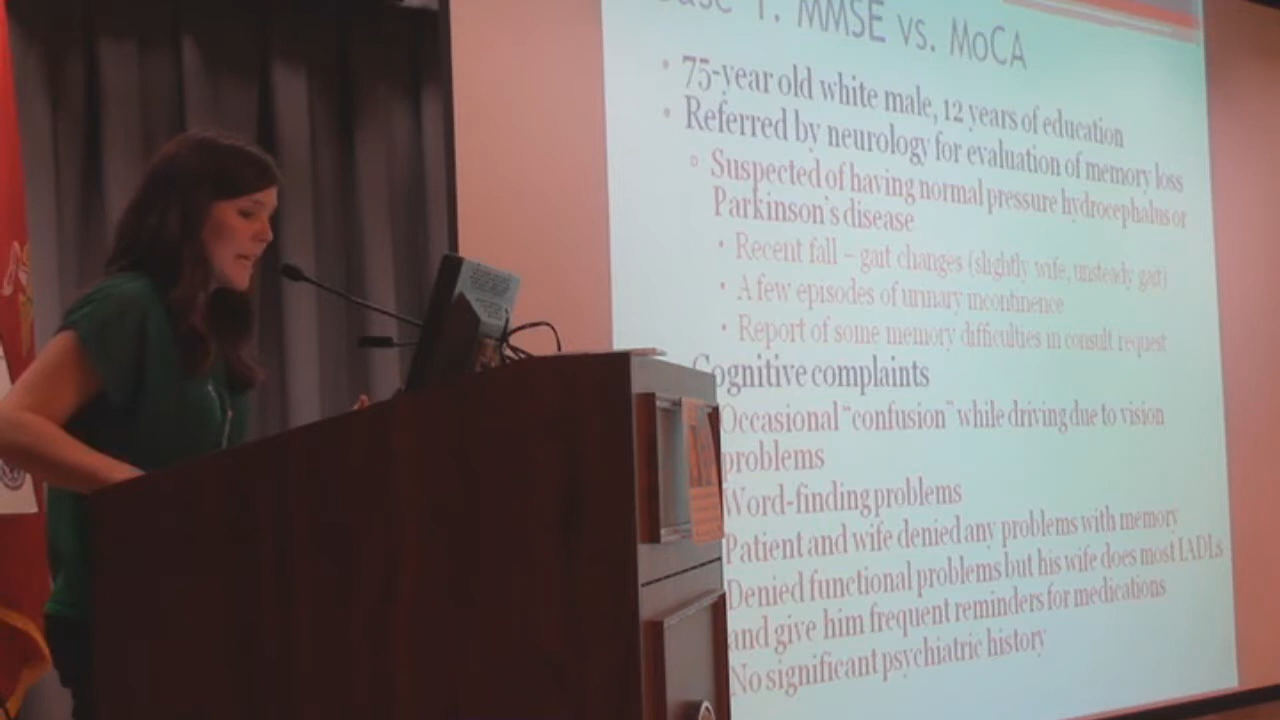 1: MMSE vs. MoCA
75-year old white male, 12 years of education
Referred by neurology for evaluation of memory loss
Suspected of having normal pressure hydrocephalus or
Parkinson's disease
Recent fall – gait changes (slightly wife, unsteady gait)
A few episodes of urinary incontinence
Report of some memory difficulties in consult request
ognitive complaints
Occasional "confusion" while driving due to vision
problems
Word-finding problems
Patient and wife denied any problems with memory
Denied functional problems but his wife does most IADLs
and give him frequent reminders for medications
No significant psychiatric history